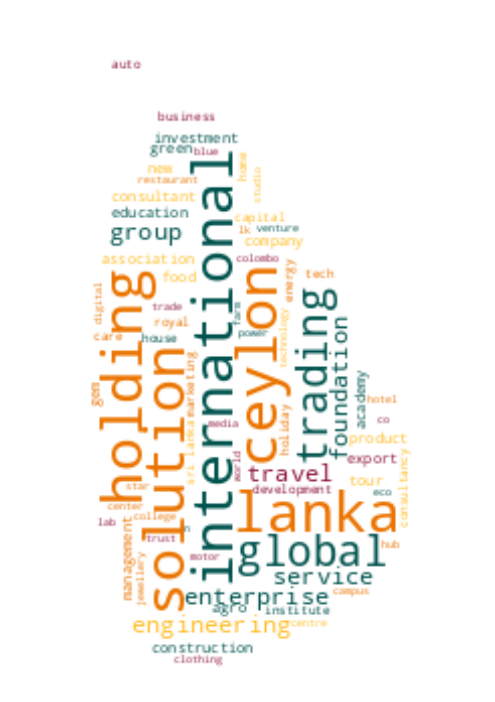 auto
business
investment
green
blue
new
home
restaurant
studio
consultant
education
capital
group
lk
venture
company
association
colombo
food
energy
tech
international
holding
ceylon
trading
digital
trade
farm
royal
care
house
power
technology
solution
foundation
marketing
academy
gem
hotel
sri lanka
holiday
media
co
product
world
export
consultancy
travel
tour
star
development
eco
lanka
center
college
lab
n
management
trust
global
hub
motor
jewellery
service
enterprise
campus
agro
institute
engineering
centre
construction
clothing